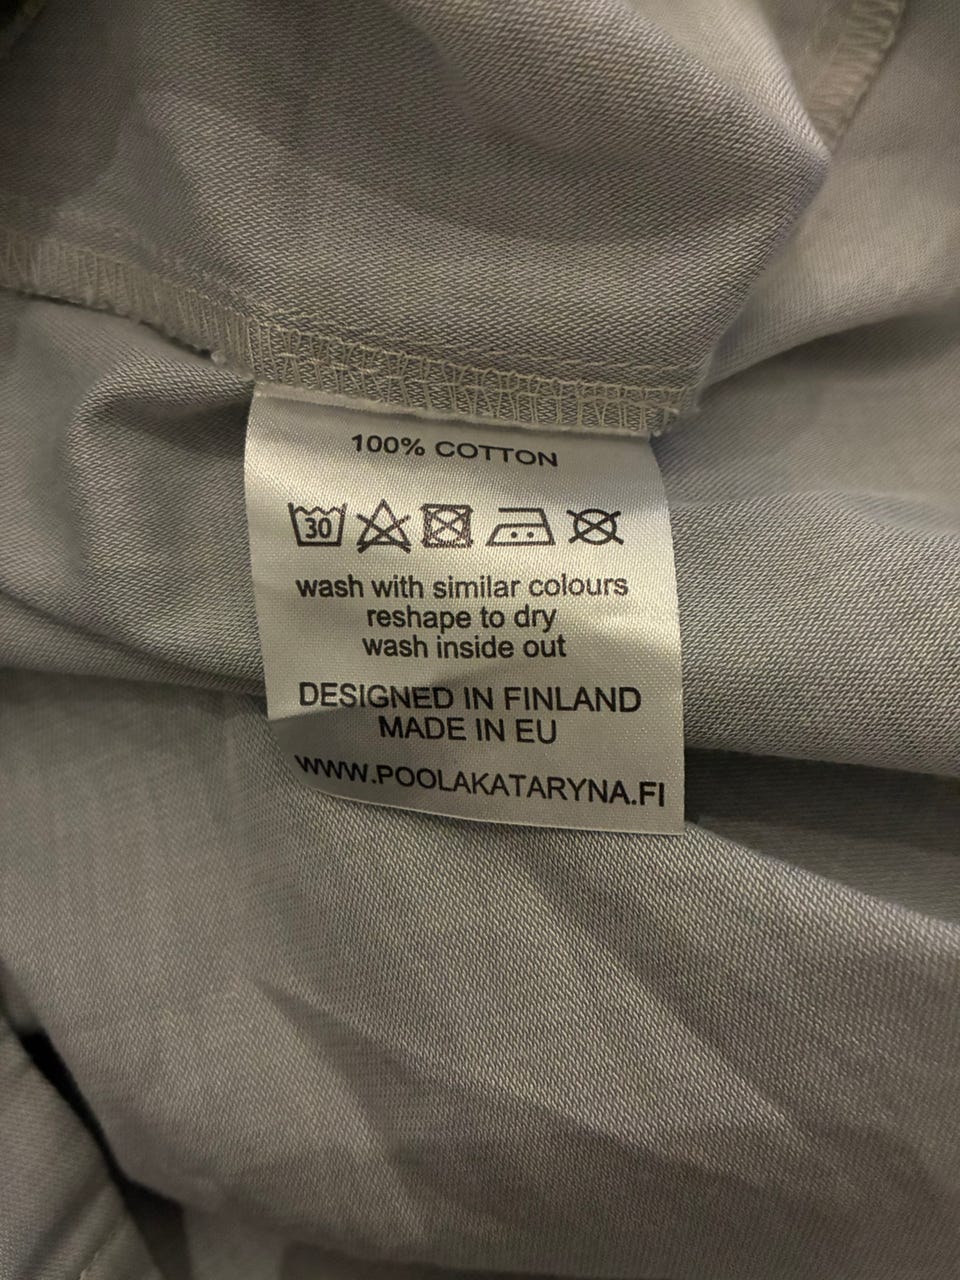 100% COTTON
30
wash with similar colours
reshape to dry
wash inside out
DESIGNED IN FINLAND
MADE IN EU
WWW.POOLAKATARYNA.FI